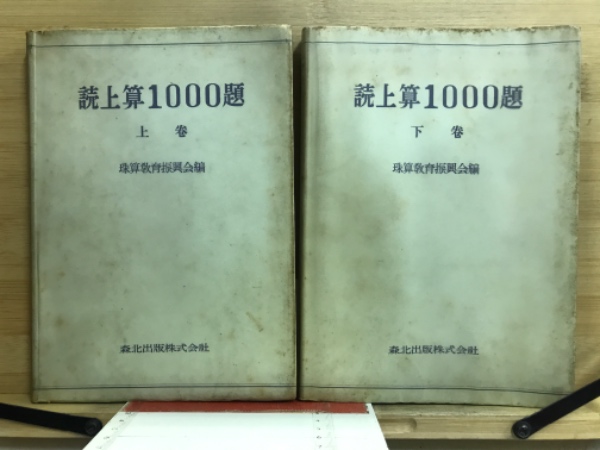 読上算1000題
上巻
珠算教育振興会編
森北出版株式会社
読上算1000題
下巻
珠算教育振興会編
森北出版株式会社